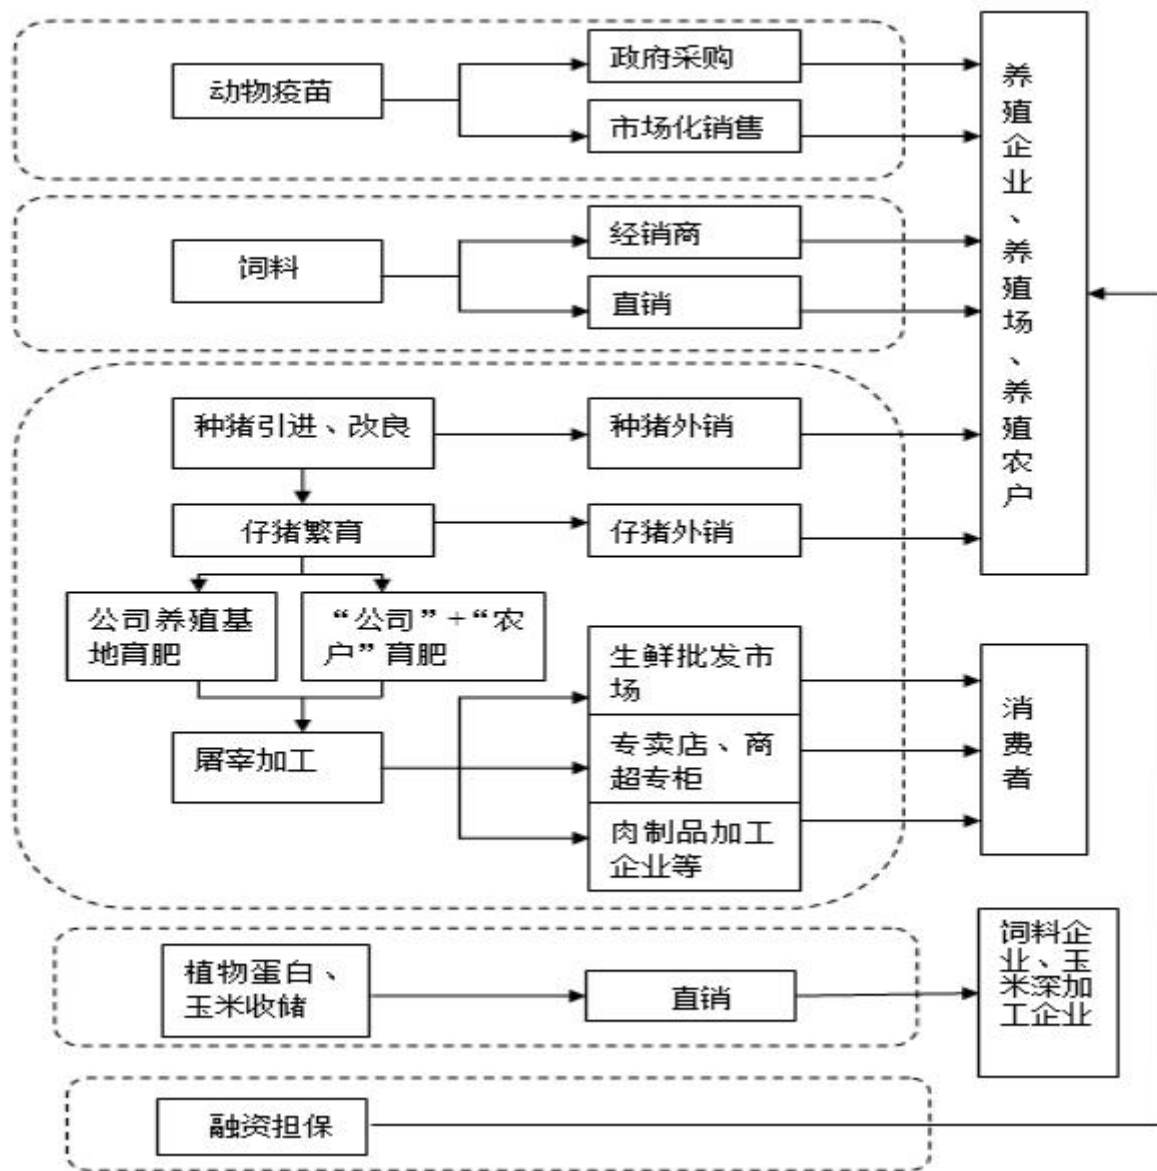 动物疫苗
政府采购
市场化销售
饲料
经销商
直销
养殖企业、养殖场、养殖农户
种猪引进、改良
种猪外销
仔猪繁育
仔猪外销
公司养殖基
地育肥
“公司”+“农
户”育肥
屠宰加工
生鲜批发市
场
专卖店、商
超专柜
肉制品加工
企业等
消费者
植物蛋白、
玉米收储
直销
饲料企
业、玉
米深加
工企业
融资担保